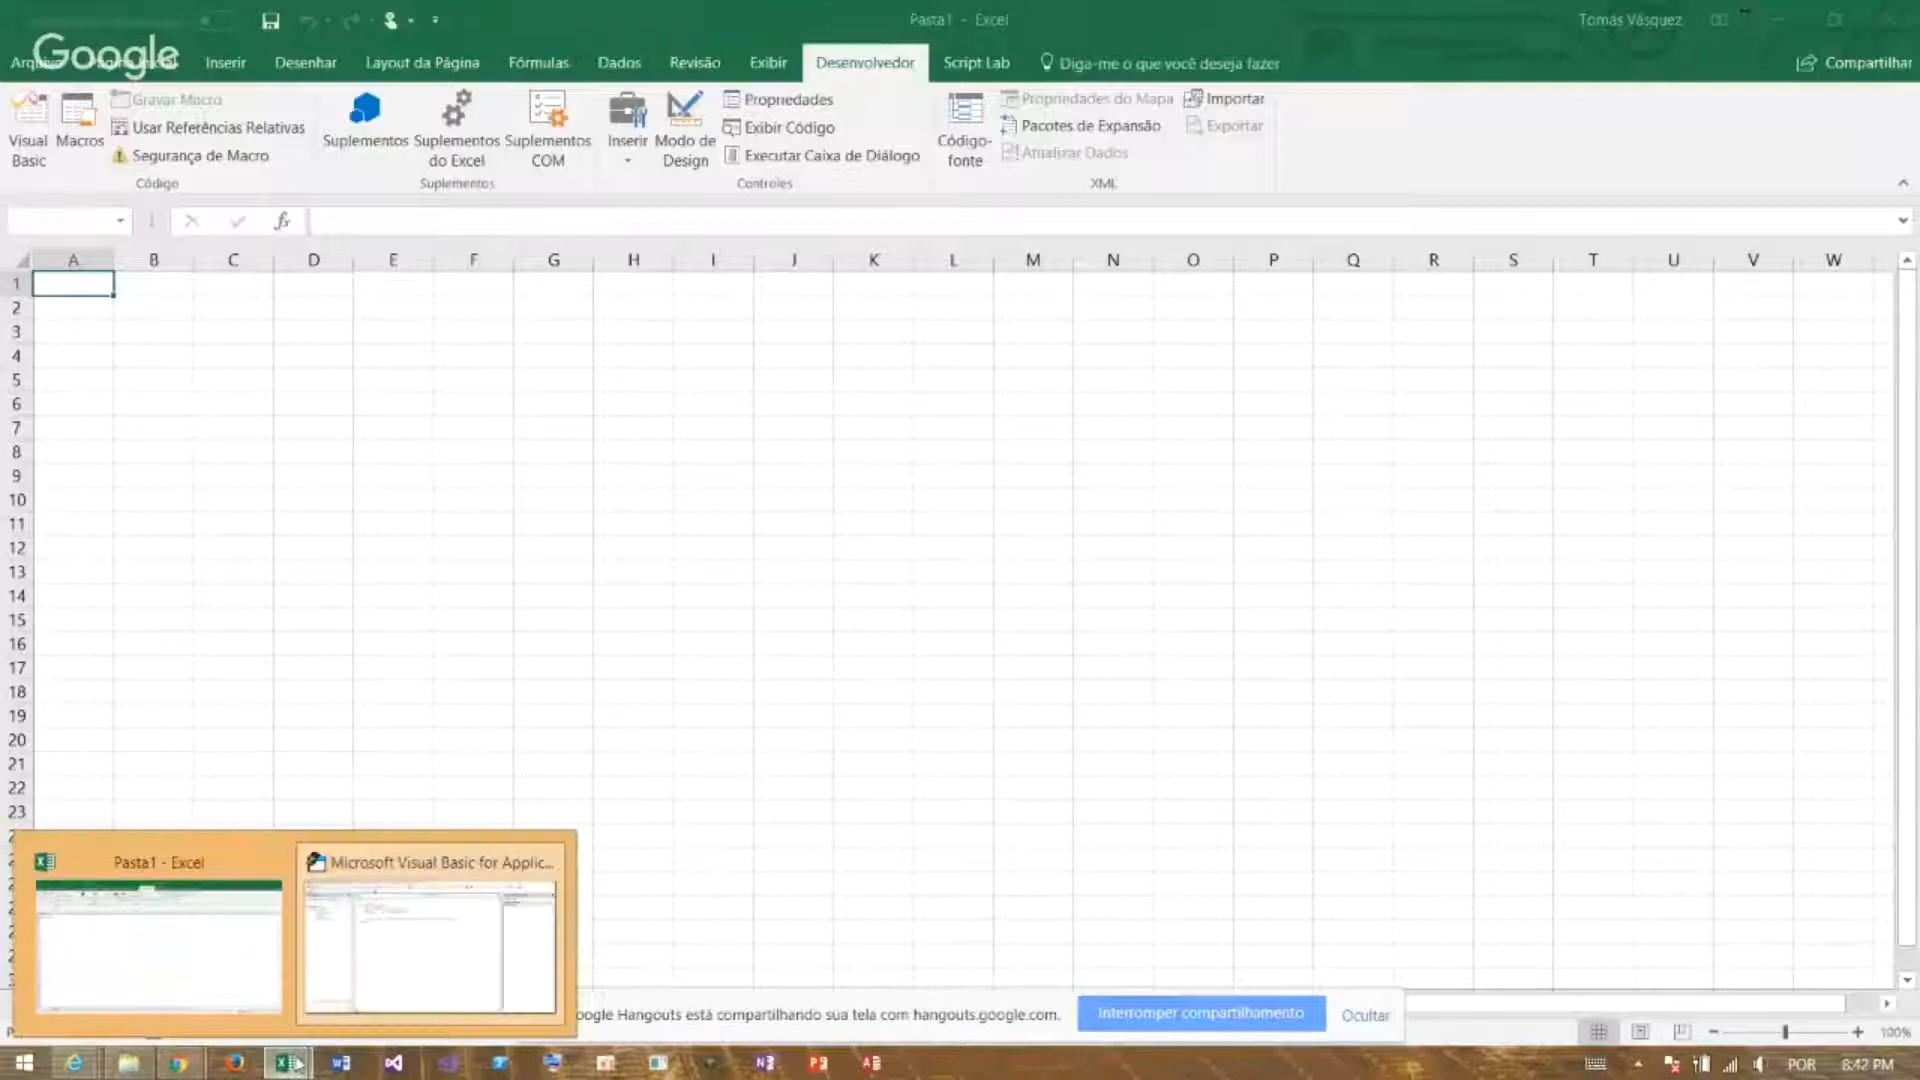 Pasta1 - Excel
Tomás Vásquez
Google
Arquivo
Inserir
Desenhar
Layout da Página
Fórmulas
Dados
Revisão
Exibir
Desenvolvedor
Script Lab
Diga-me o que você deseja fazer
Compartilhar
Visual Basic
Macros
Gravar Macro
Usar Referências Relativas
Segurança de Macro
Código
Suplementos
Suplementos do Excel
Suplementos COM
Suplementos
Inserir
Modo de Design
Propriedades
Exibir Código
Executar Caixa de Diálogo
Controles
Código-fonte
Propriedades do Mapa
Pacotes de Expansão
Atualizar Dados
Importar
Exportar
XML
fx
A B C D E F G H I J K L M N O P Q R S T U V W
1
2
3
4
5
6
7
8
9
10
11
12
13
14
15
16
17
18
19
20
21
22
23
Pasta1 - Excel
Microsoft Visual Basic for Applic...
oogle Hangouts está compartilhando sua tela com hangouts.google.com.
Interromper compartilhamento
Ocultar
100%
POR
8:42 PM